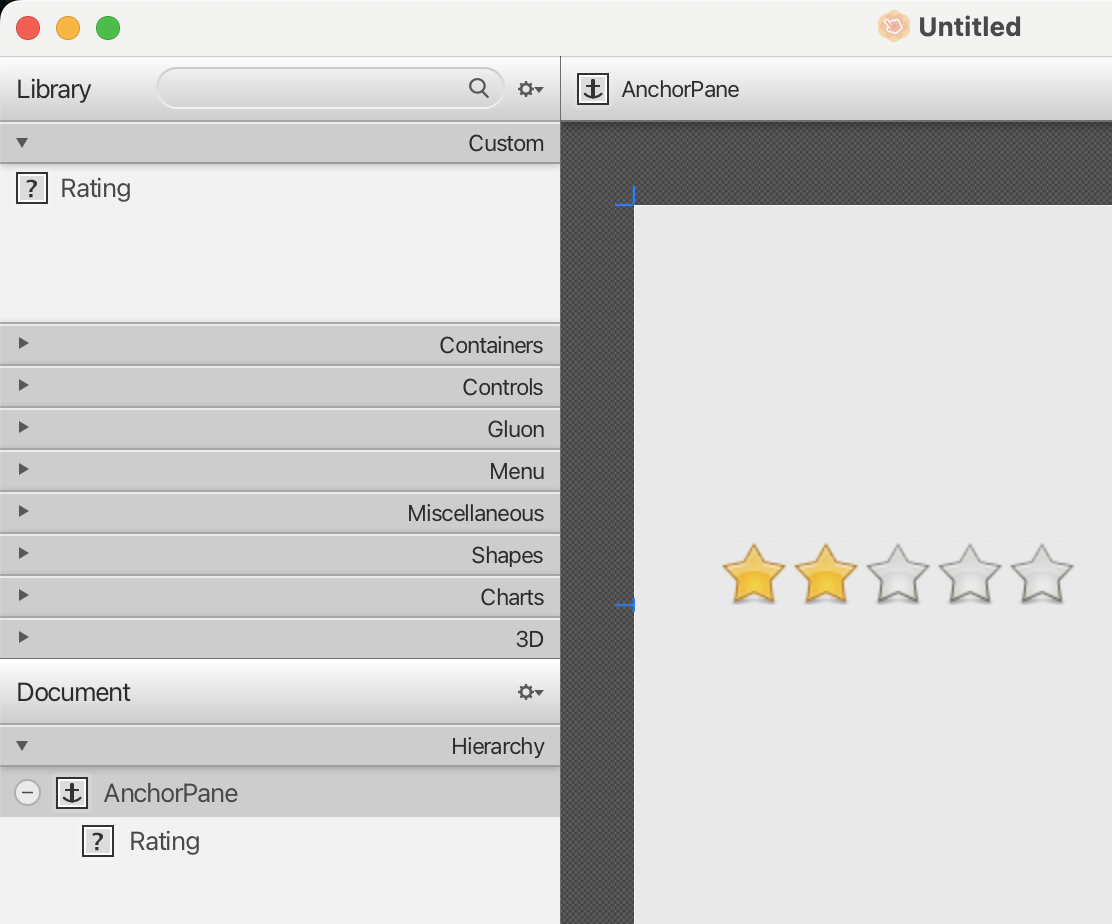 Untitled
Library
AnchorPane
Custom
? Rating
Containers
Controls
Gluon
Menu
Miscellaneous
Shapes
Charts
3D
Document
Hierarchy
AnchorPane
? Rating